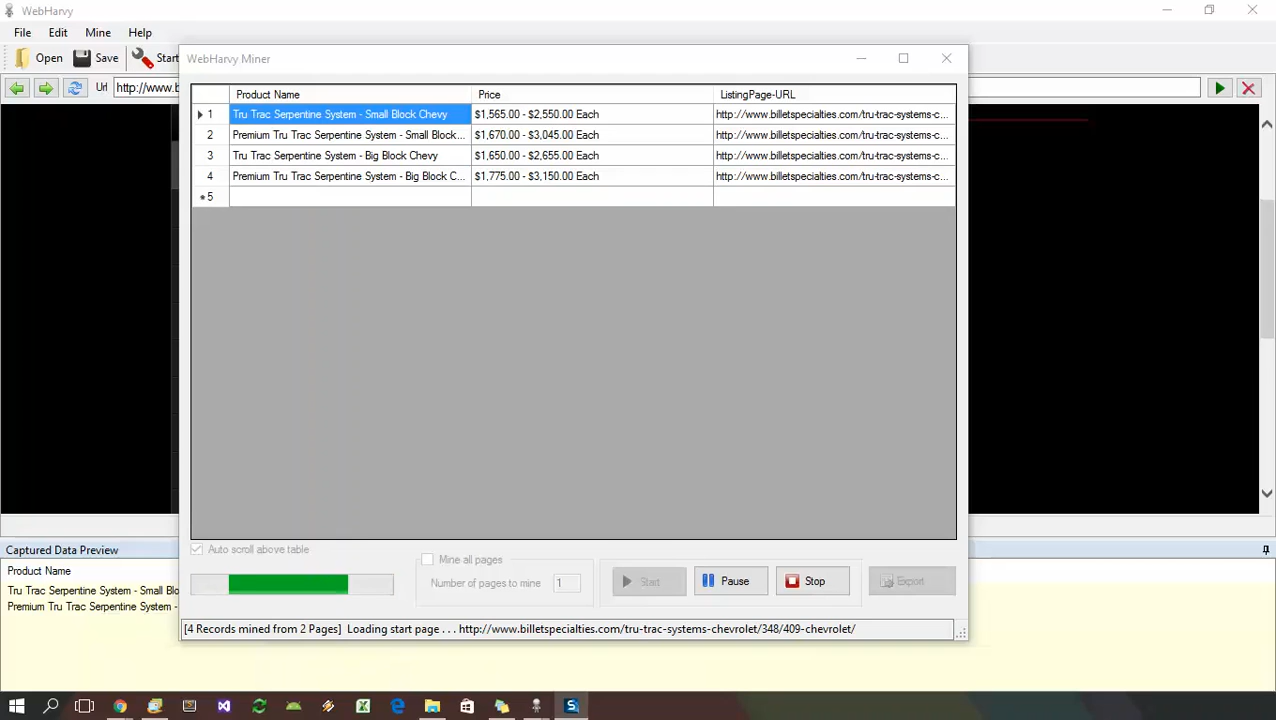 WebHarvy
File Edit Mine Help
Open Save Start
Url http://www.b
WebHarvy Miner
Product Name Price ListingPage-URL
1 Tru Trac Serpentine System - Small Block Chevy $1,565.00 - $2,550.00 Each http://www.billetspecialties.com/tru-trac-systems-c...
2 Premium Tru Trac Serpentine System - Small Block... $1,670.00 - $3,045.00 Each http://www.billetspecialties.com/tru-trac-systems-c...
3 Tru Trac Serpentine System - Big Block Chevy $1,650.00 - $2,655.00 Each http://www.billetspecialties.com/tru-trac-systems-c...
4 Premium Tru Trac Serpentine System - Big Block C... $1,775.00 - $3,150.00 Each http://www.billetspecialties.com/tru-trac-systems-c...
* 5
Auto scroll above table
Mine all pages
Number of pages to mine 1
Start Pause Stop Export
[4 Records mined from 2 Pages] Loading start page . . . http://www.billetspecialties.com/tru-trac-systems-chevrolet/348/409-chevrolet/
Captured Data Preview
Product Name
Tru Trac Serpentine System - Small Blo
Premium Tru Trac Serpentine System -